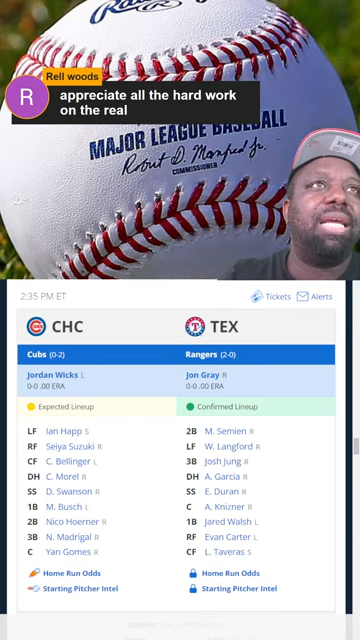 Rawlings
Rell woods
R
appreciate all the hard work
on the real
MAJOR LEAGUE BASEBALL
Robert D. Manfred Jr.
COMMISSIONER
2:35 PM ET
Tickets
Alerts
CHC
TEX
Cubs (0-2)
Rangers (2-0)
Jordan Wicks L
Jon Gray R
0-0 .00 ERA
0-0 .00 ERA
Expected Lineup
Confirmed Lineup
LF Ian Happ S
2B M. Semien R
RF Seiya Suzuki R
LF W. Langford R
CF C. Bellinger L
3B Josh Jung R
DH C. Morel R
DH A. Garcia R
SS D. Swanson R
SS E. Duran R
1B M. Busch L
C A. Knizner R
2B Nico Hoerner R
1B Jared Walsh L
3B N. Madrigal R
RF Evan Carter L
C Yan Gomes R
CF L. Taveras S
Home Run Odds
Home Run Odds
Starting Pitcher Intel
Starting Pitcher Intel